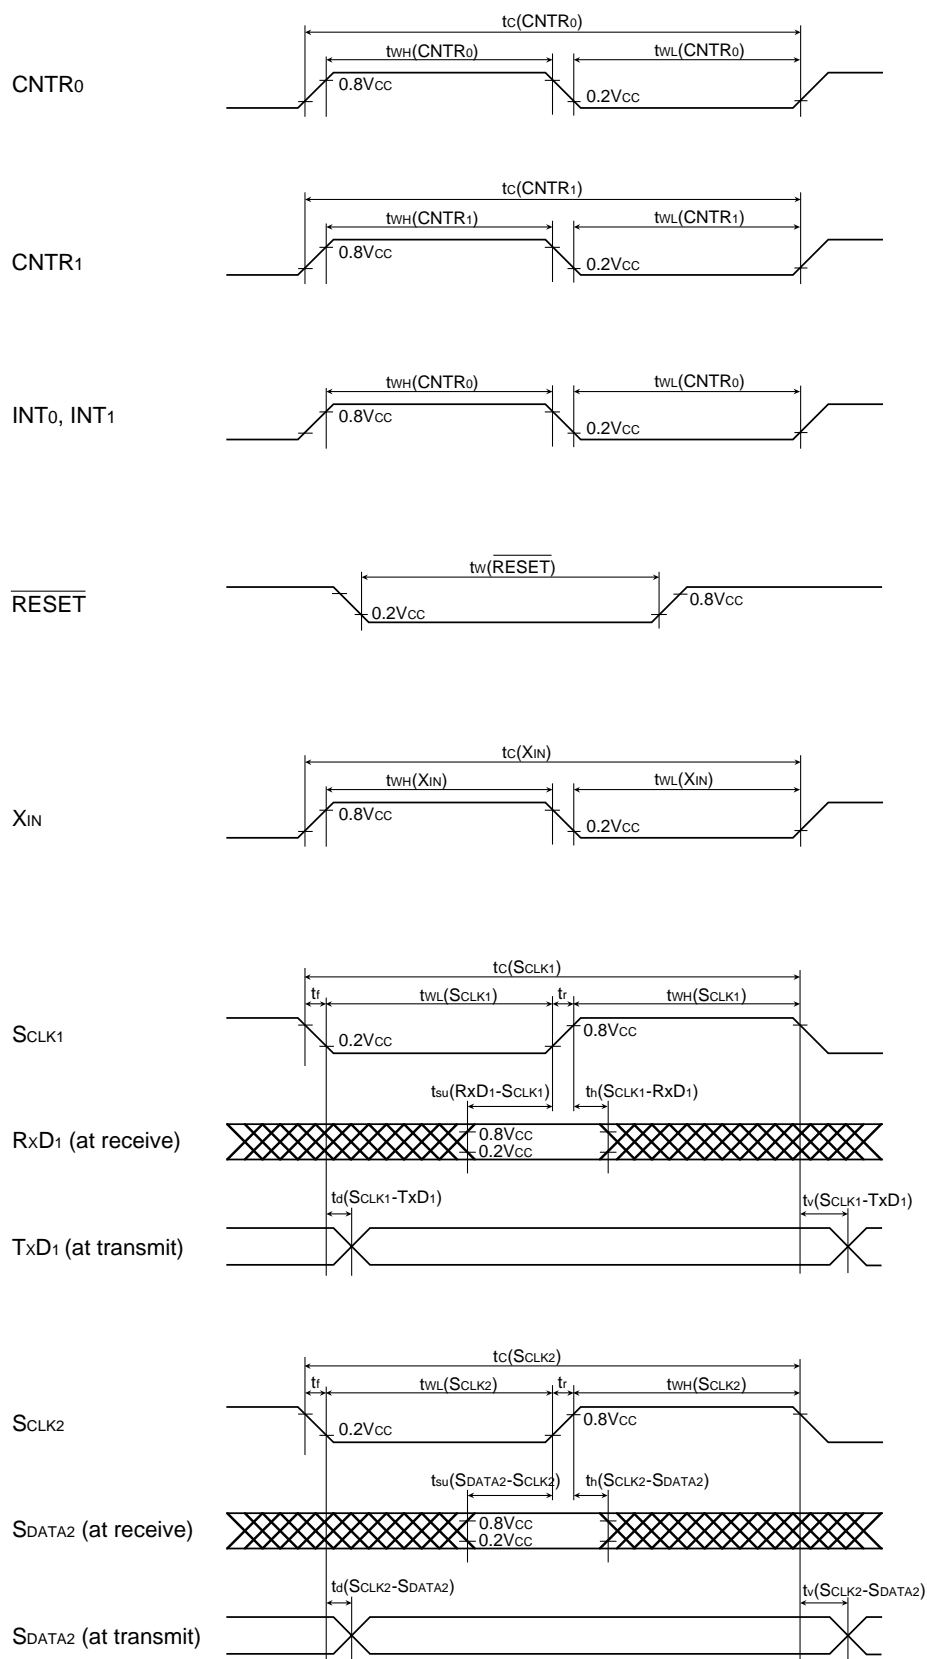 tC(CNTR0)
tWH(CNTR0) tWL(CNTR0)
CNTR0 0.8VCC 0.2VCC
tC(CNTR1)
tWH(CNTR1) tWL(CNTR1)
CNTR1 0.8VCC 0.2VCC
tWH(CNTR0) tWL(CNTR0)
INT0, INT1 0.8VCC 0.2VCC
tW(RESET)
RESET 0.2VCC 0.8VCC
tC(XIN)
tWH(XIN) tWL(XIN)
XIN 0.8VCC 0.2VCC
tC(SCLK1)
tf tWL(SCLK1) tr tWH(SCLK1)
SCLK1 0.2VCC 0.8VCC
tsu(RxD1-SCLK1) th(SCLK1-RxD1)
RXD1 (at receive) 0.8VCC
0.2VCC
td(SCLK1-TxD1) tv(SCLK1-TxD1)
TXD1 (at transmit)
tC(SCLK2)
tf tWL(SCLK2) tr tWH(SCLK2)
SCLK2 0.2VCC 0.8VCC
tsu(SDATA2-SCLK2) th(SCLK2-SDATA2)
SDATA2 (at receive) 0.8VCC
0.2VCC
td(SCLK2-SDATA2) tv(SCLK2-SDATA2)
SDATA2 (at transmit)